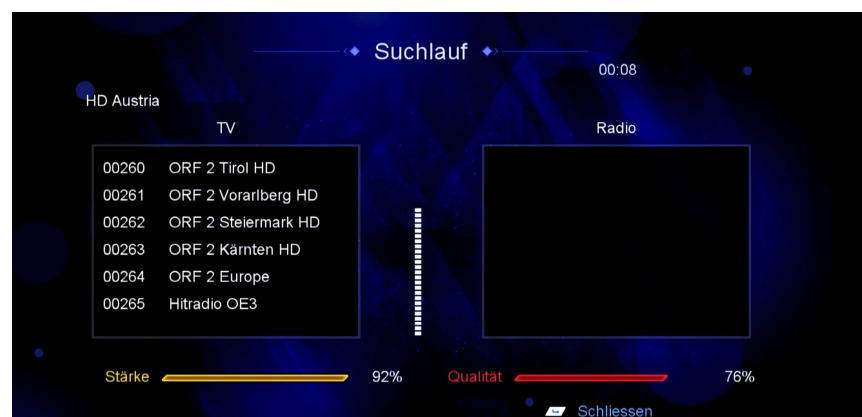 Suchlauf
00:08
HD Austria
TV
Radio
00260 ORF 2 Tirol HD
00261 ORF 2 Vorarlberg HD
00262 ORF 2 Steiermark HD
00263 ORF 2 Kärnten HD
00264 ORF 2 Europe
00265 Hitradio OE3
Stärke 92% Qualität 76%
Schliessen